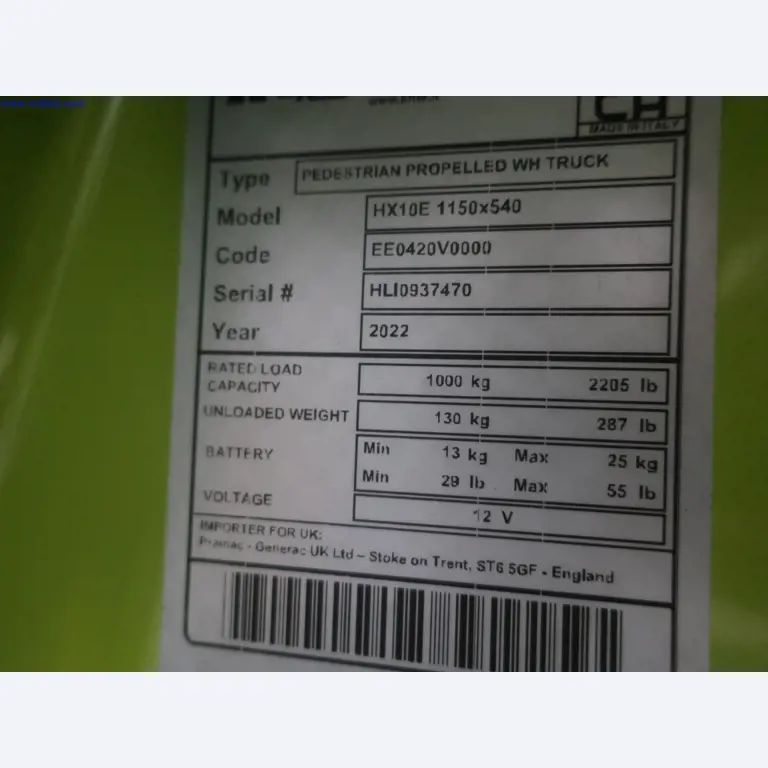 CH
MADE IN ITALY
Type PEDESTRIAN PROPELLED WH TRUCK
Model HX10E 1150x540
Code EE0420V0000
Serial # HLI0937470
Year 2022
RATED LOAD CAPACITY 1000 kg 2205 lb
UNLOADED WEIGHT 130 kg 287 lb
BATTERY Min 13 kg Max 25 kg
Min 29 lb Max 55 lb
VOLTAGE 12 V
IMPORTER FOR UK:
Pramac - Generac UK Ltd – Stoke on Trent, ST6 5GF - England